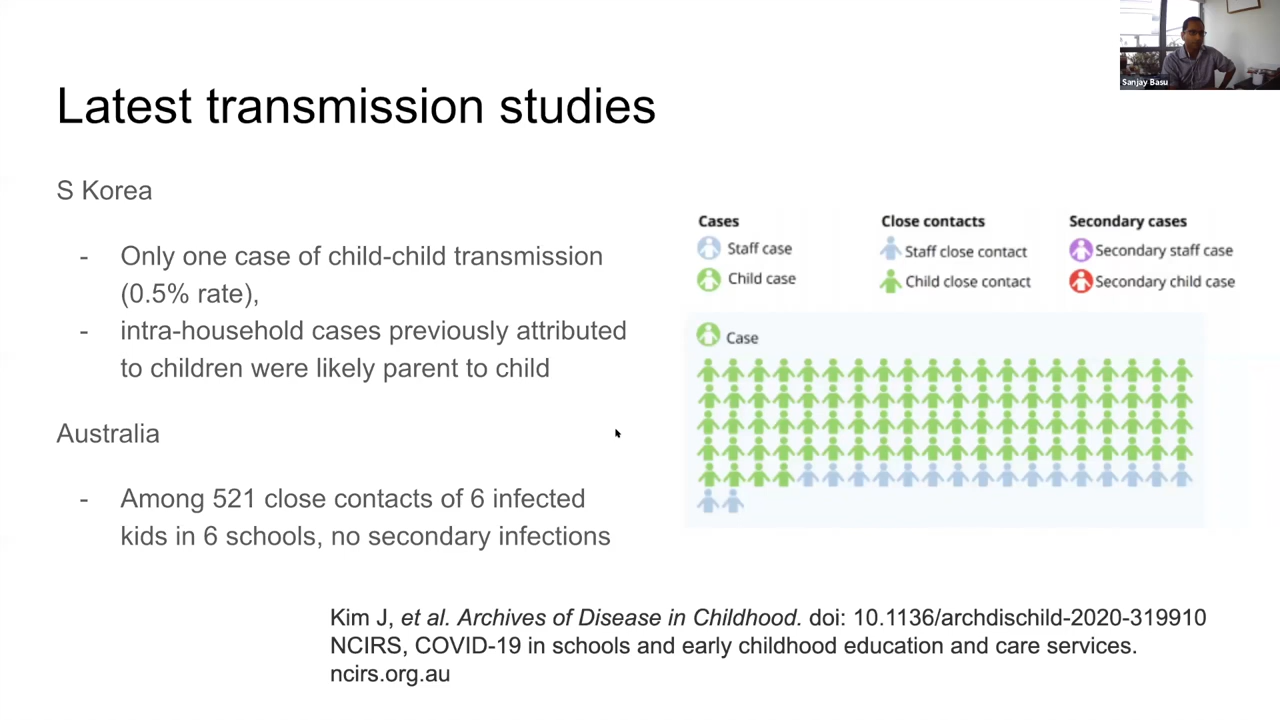 Sanjay Basu
Latest transmission studies
S Korea
- Only one case of child-child transmission
(0.5% rate),
- intra-household cases previously attributed
to children were likely parent to child
Australia
- Among 521 close contacts of 6 infected
kids in 6 schools, no secondary infections
Cases
Staff case
Child case
Close contacts
Staff close contact
Child close contact
Secondary cases
Secondary staff case
Secondary child case
Case
Kim J, et al. Archives of Disease in Childhood. doi: 10.1136/archdischild-2020-319910
NCIRS, COVID-19 in schools and early childhood education and care services.
ncirs.org.au